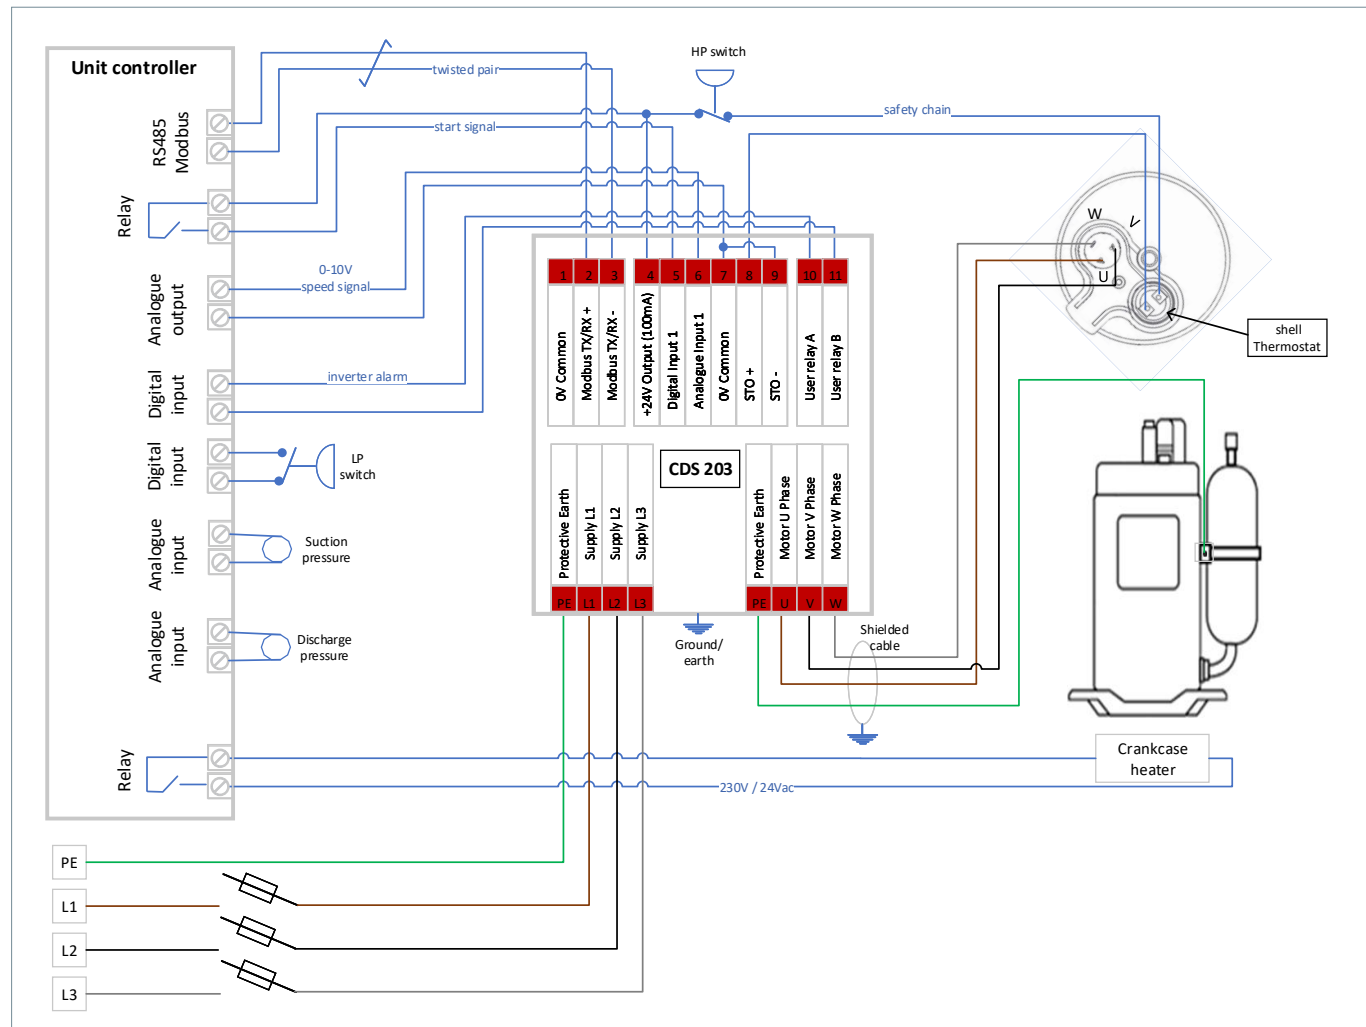 Unit controller
HP switch
twisted pair
safety chain
RS485
Modbus
start signal
Relay
W
V
U
0-10V
speed signal
Analogue
output
1
2
3
4
5
6
7
8
9
10
11
0V Common
Modbus TX/RX +
Modbus TX/RX -
+24V Output (100mA)
Digital Input 1
Analogue Input 1
0V Common
STO +
STO -
User relay A
User relay B
shell
Thermostat
inverter alarm
Digital
input
Digital
input
LP
switch
CDS 203
Protective Earth
Supply L1
Supply L2
Supply L3
Protective Earth
Motor U Phase
Motor V Phase
Motor W Phase
Analogue
input
Suction
pressure
PE
L1
L2
L3
PE
U
V
W
Analogue
input
Discharge
pressure
Ground/
earth
Shielded
cable
Relay
Crankcase
heater
230V / 24Vac
PE
L1
L2
L3